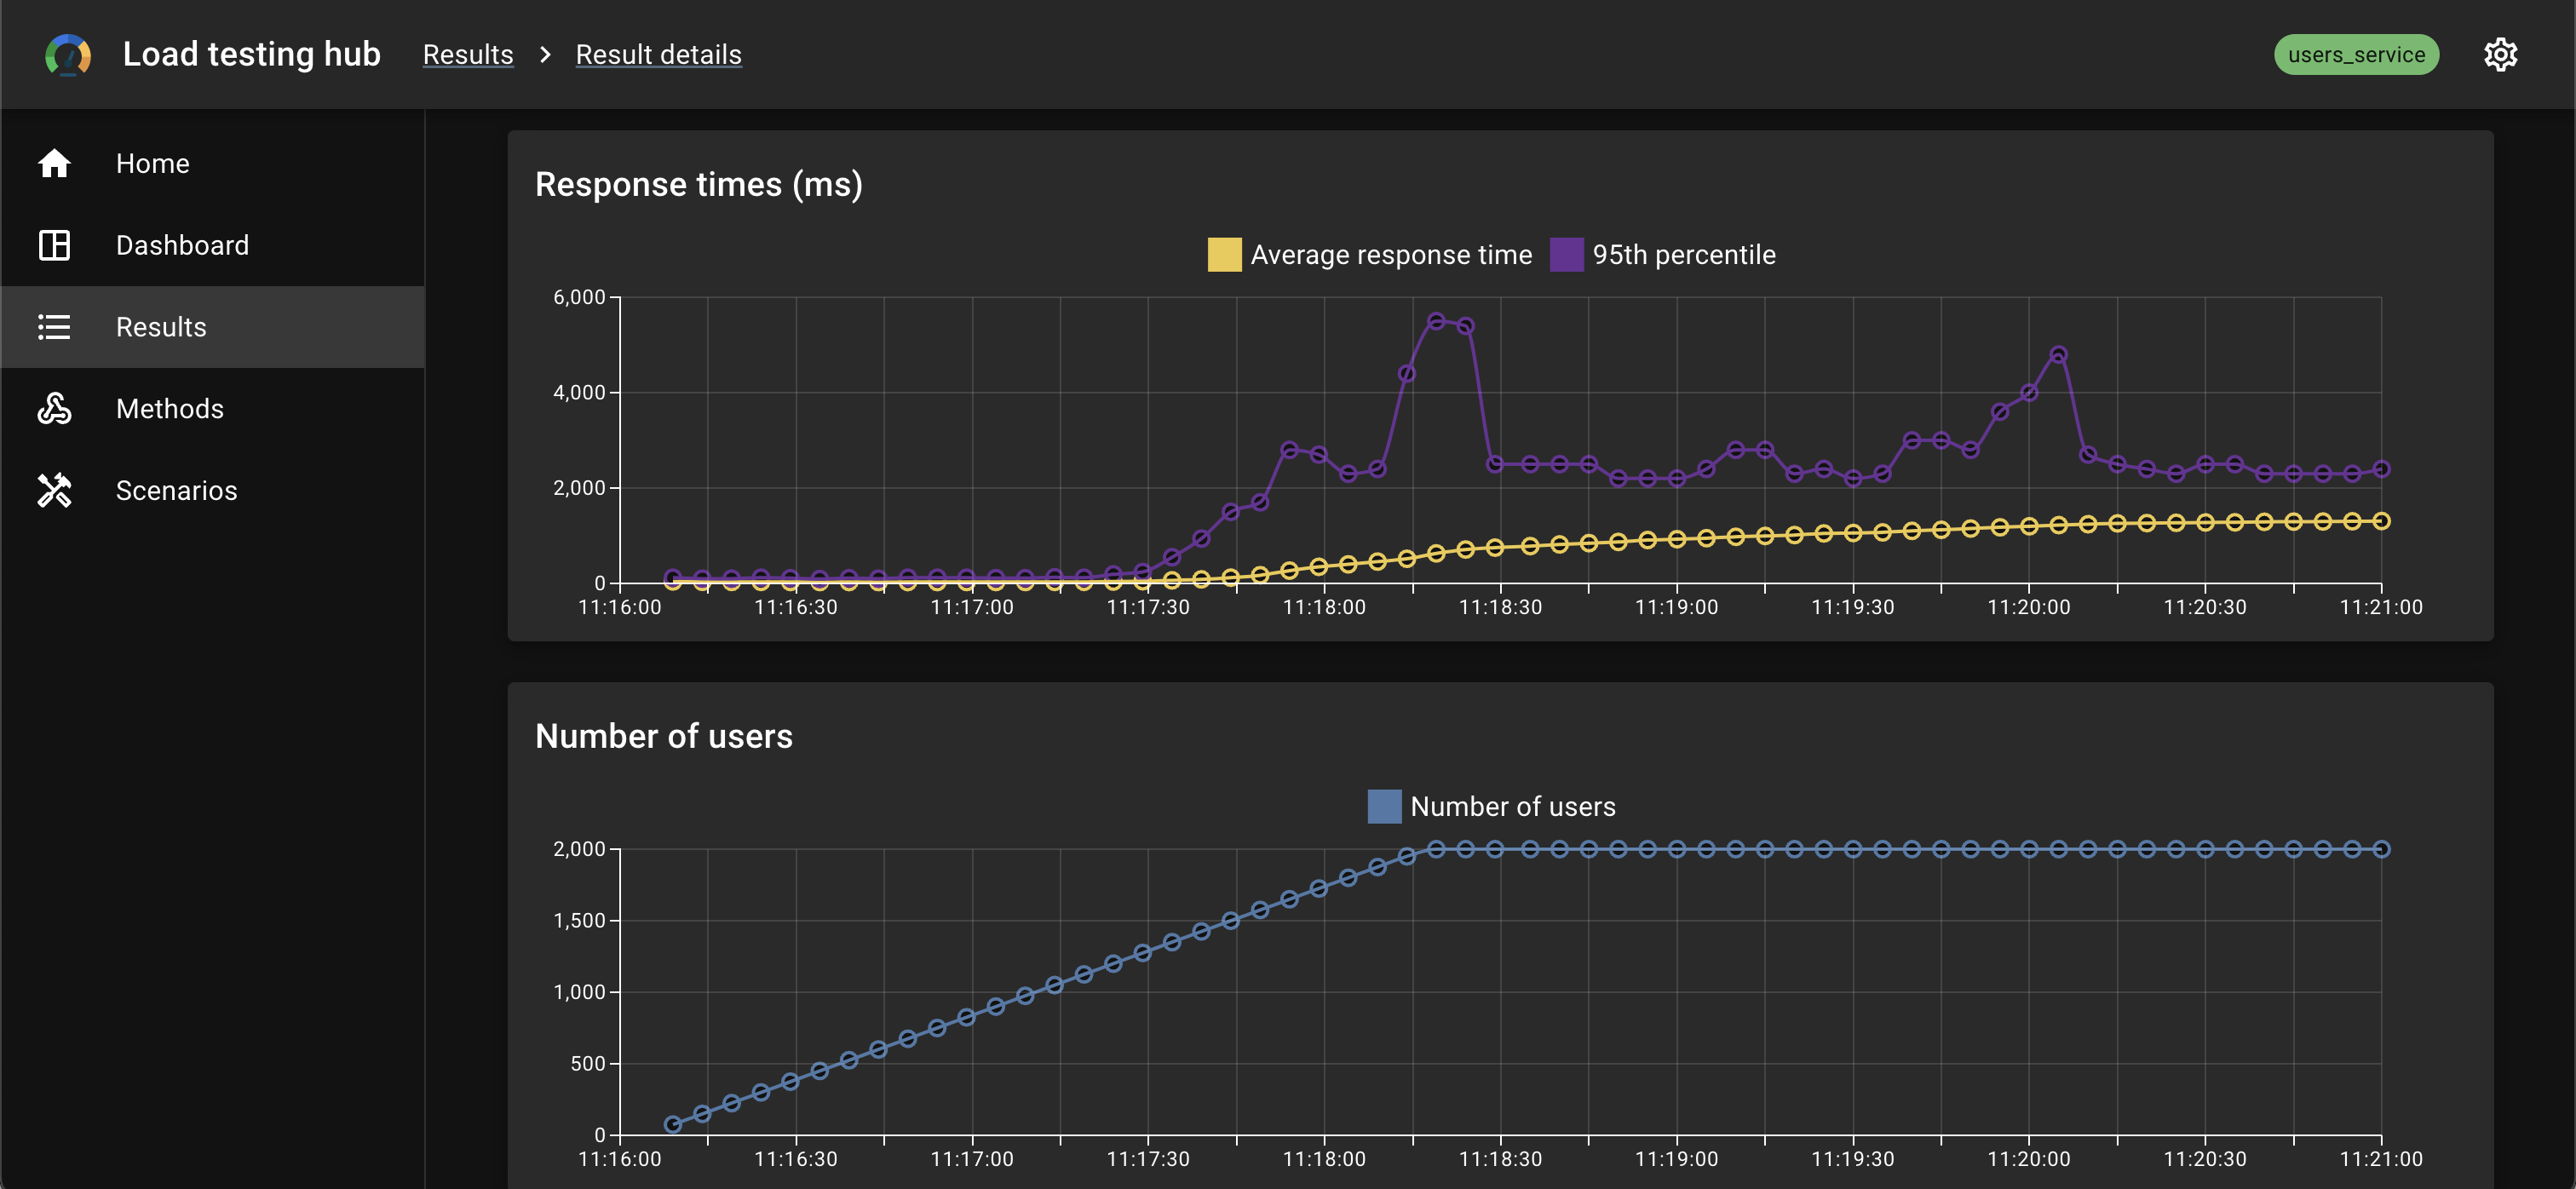 Load testing hub Results Result details users_service
Home
Dashboard
Results
Methods
Scenarios
Response times (ms)
Average response time 95th percentile
6,000
4,000
2,000
0
11:16:00 11:16:30 11:17:00 11:17:30 11:18:00 11:18:30 11:19:00 11:19:30 11:20:00 11:20:30 11:21:00
Number of users
Number of users
2,000
1,500
1,000
500
0
11:16:00 11:16:30 11:17:00 11:17:30 11:18:00 11:18:30 11:19:00 11:19:30 11:20:00 11:20:30 11:21:00